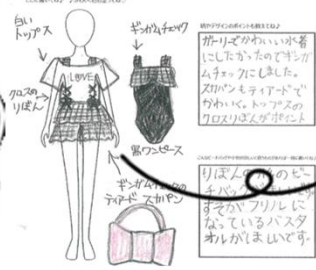 白い
トップス
ギンガムチェック
LOVE
クロスの
りぼん
黒ワンピース
ギンガムチェックの
ティアード スカパン
ガーリーでかわいい水着
にしたかったのでギンガ
ムチェックにしました。
スカパンもティアードで
かわいく。トップスの
クロスりぼんがポイント
りぼんの
すそがフリルに
なっているバスタ
オルがほしいです。